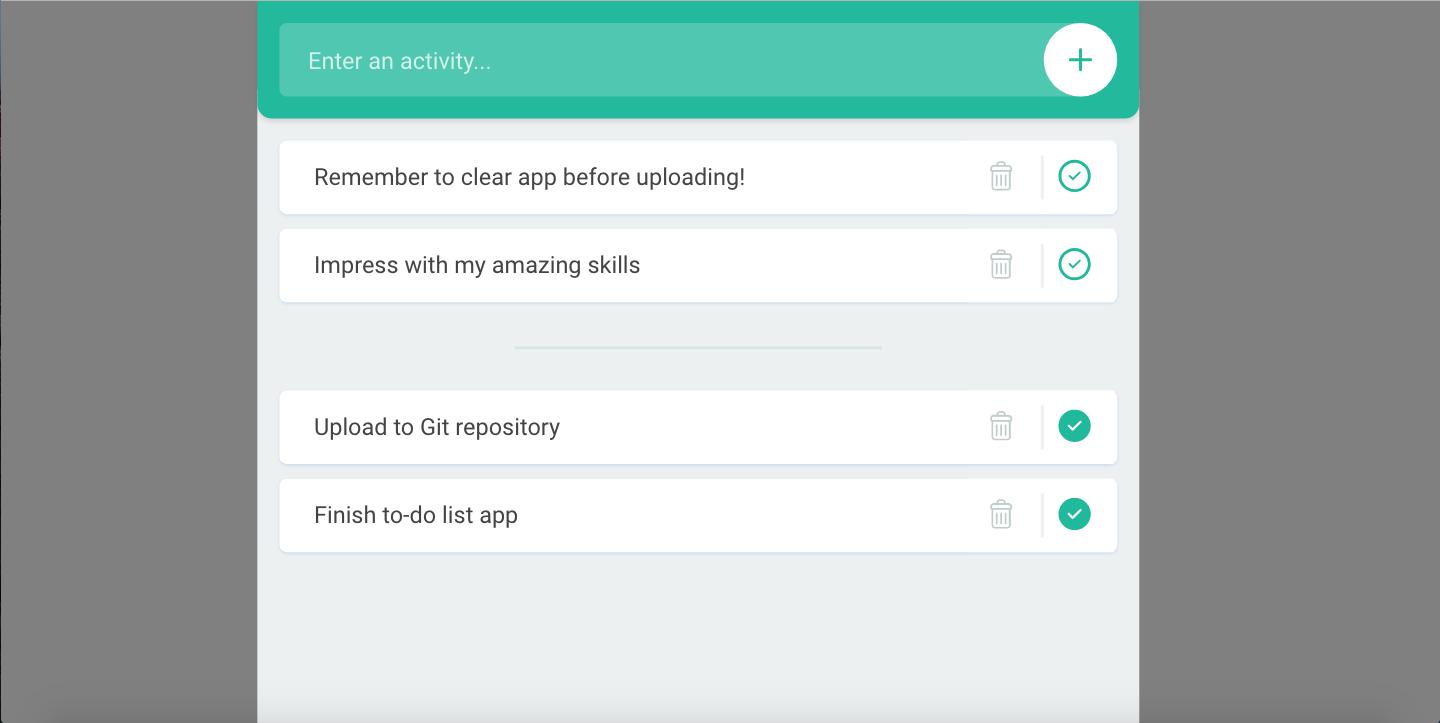 Enter an activity...
Remember to clear app before uploading!
Impress with my amazing skills
Upload to Git repository
Finish to-do list app